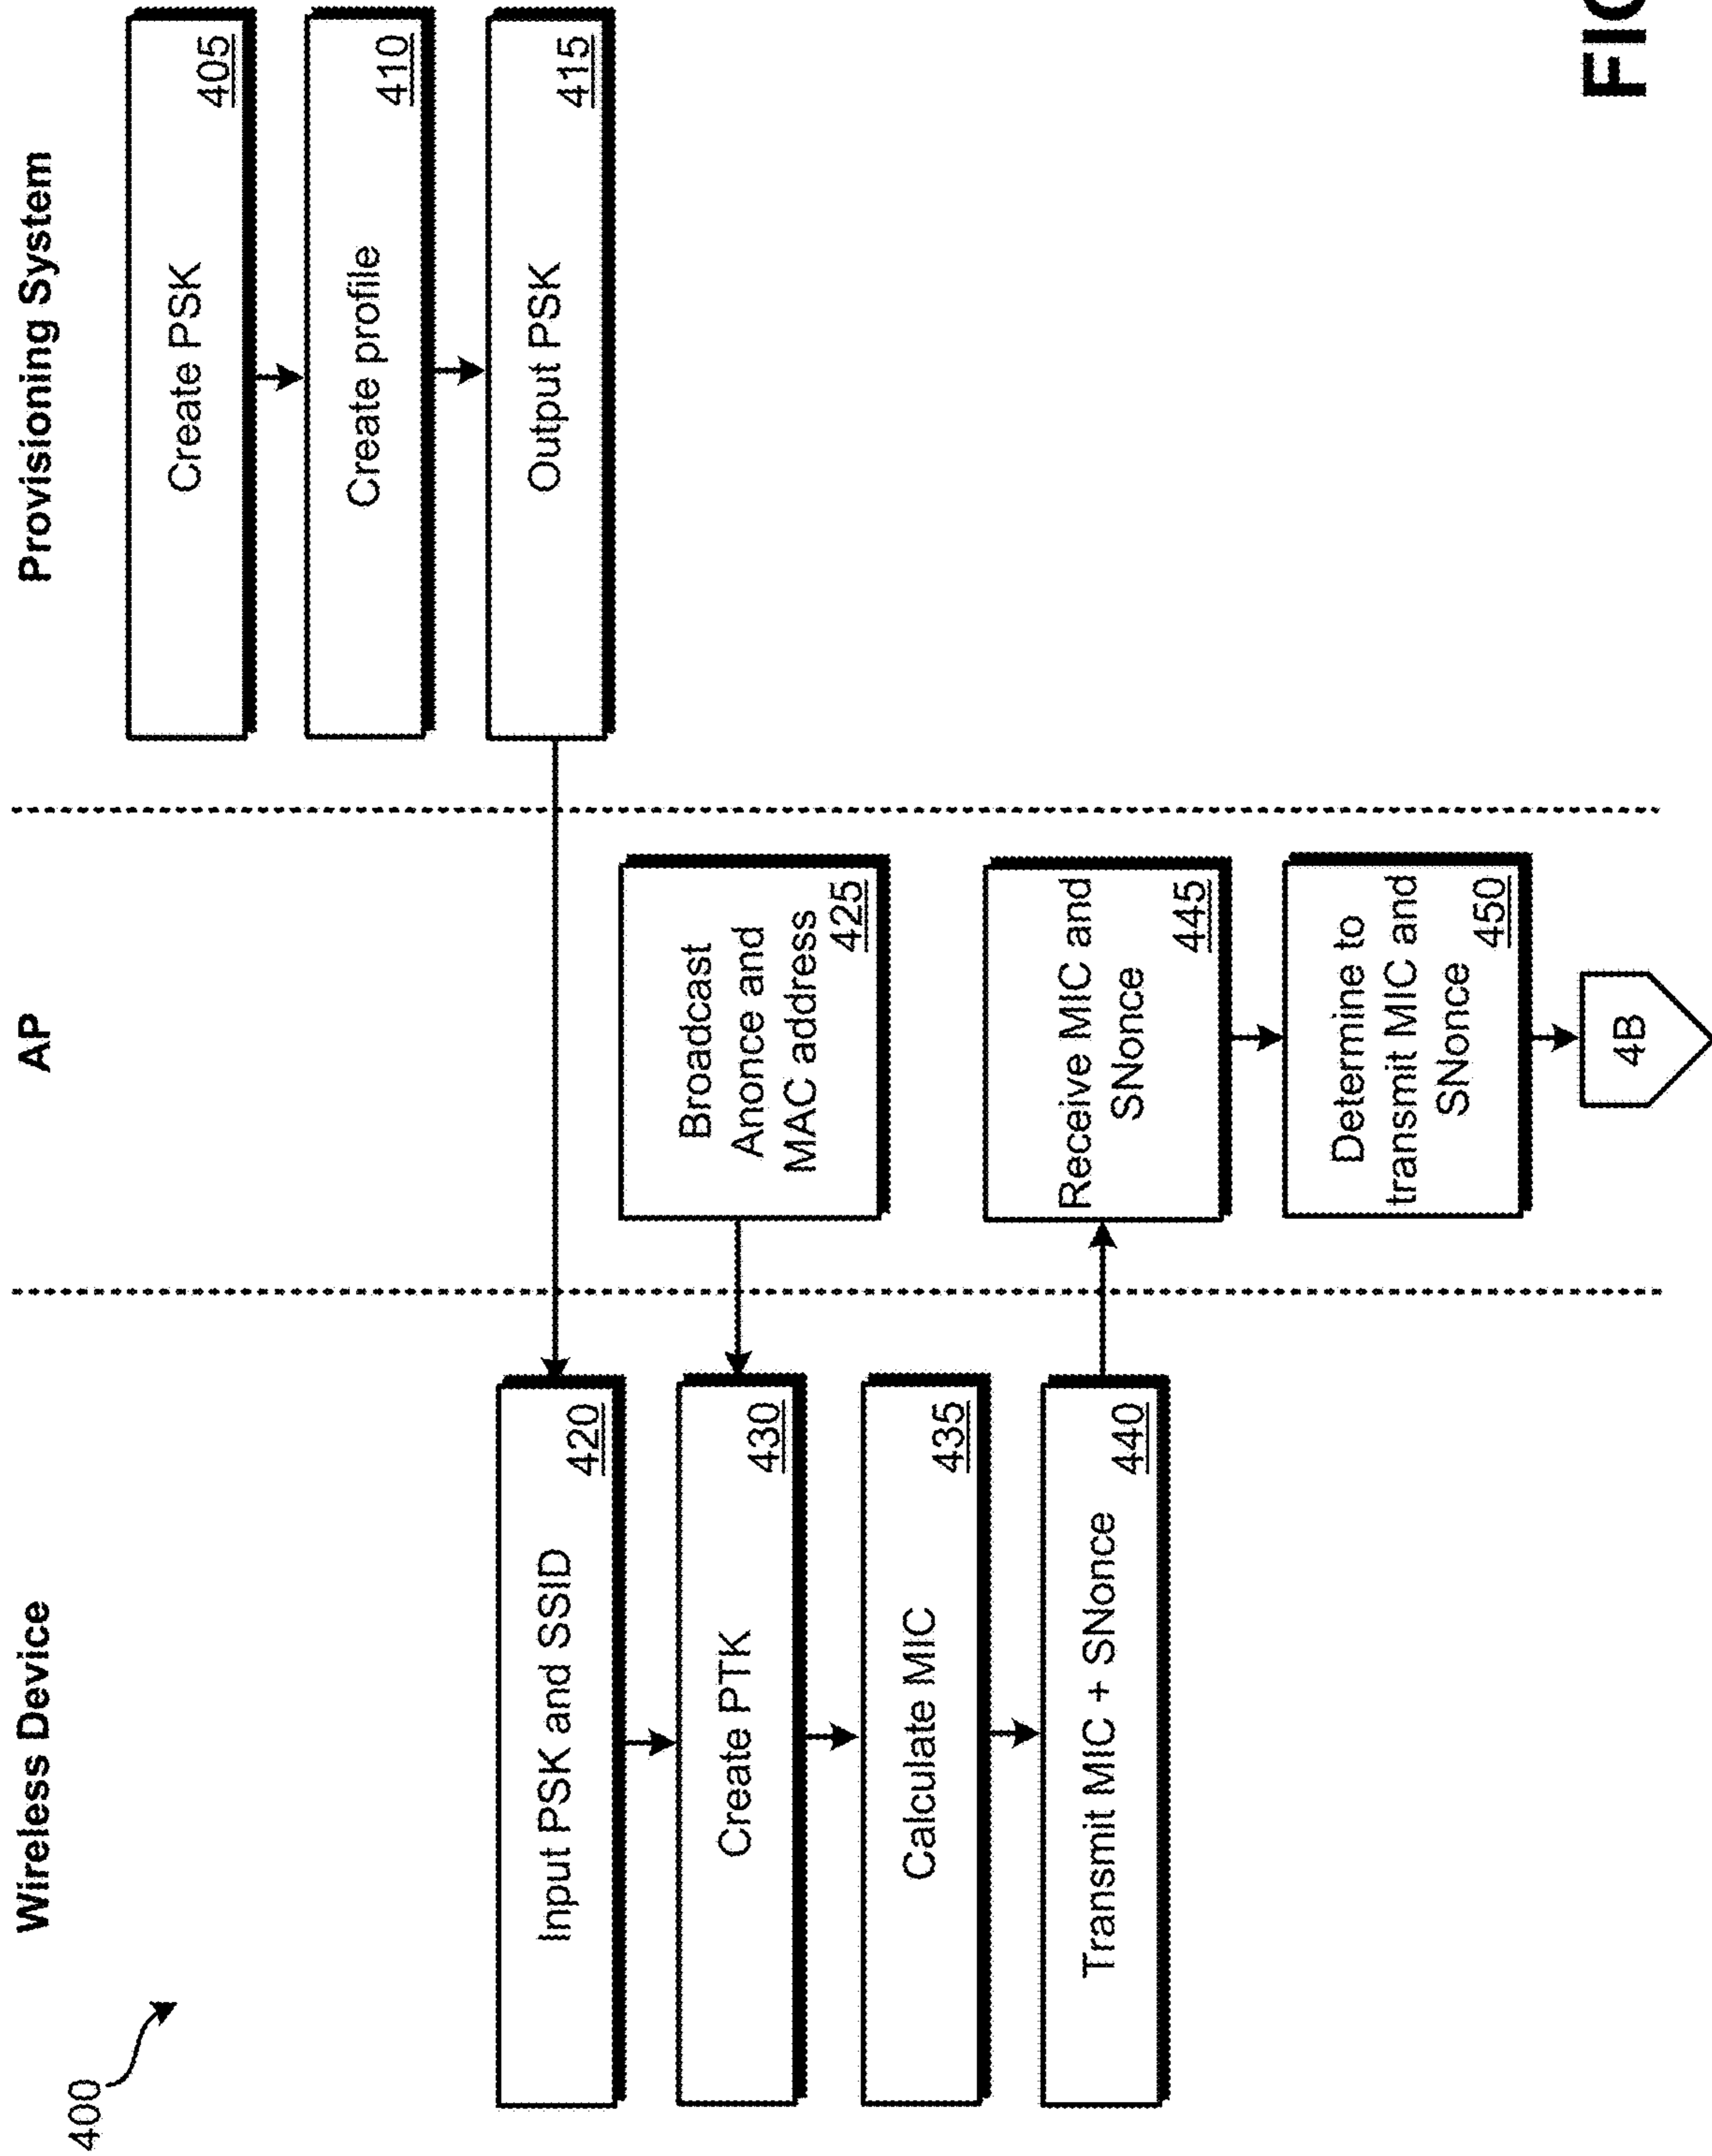 400
Wireless Device
AP
Provisioning System
Create PSK
405
Create profile
410
Output PSK
415
Input PSK and SSID
420
Broadcast
Anonce and
MAC address
425
Create PTK
430
Calculate MIC
435
Transmit MIC + SNonce
440
Receive MIC and
SNonce
445
Determine to
transmit MIC and
SNonce
450
4B